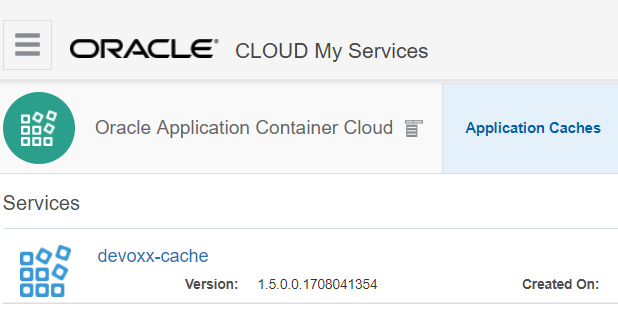 ORACLE® CLOUD My Services
Oracle Application Container Cloud Application Caches
Services
devoxx-cache
Version: 1.5.0.0.1708041354 Created On: